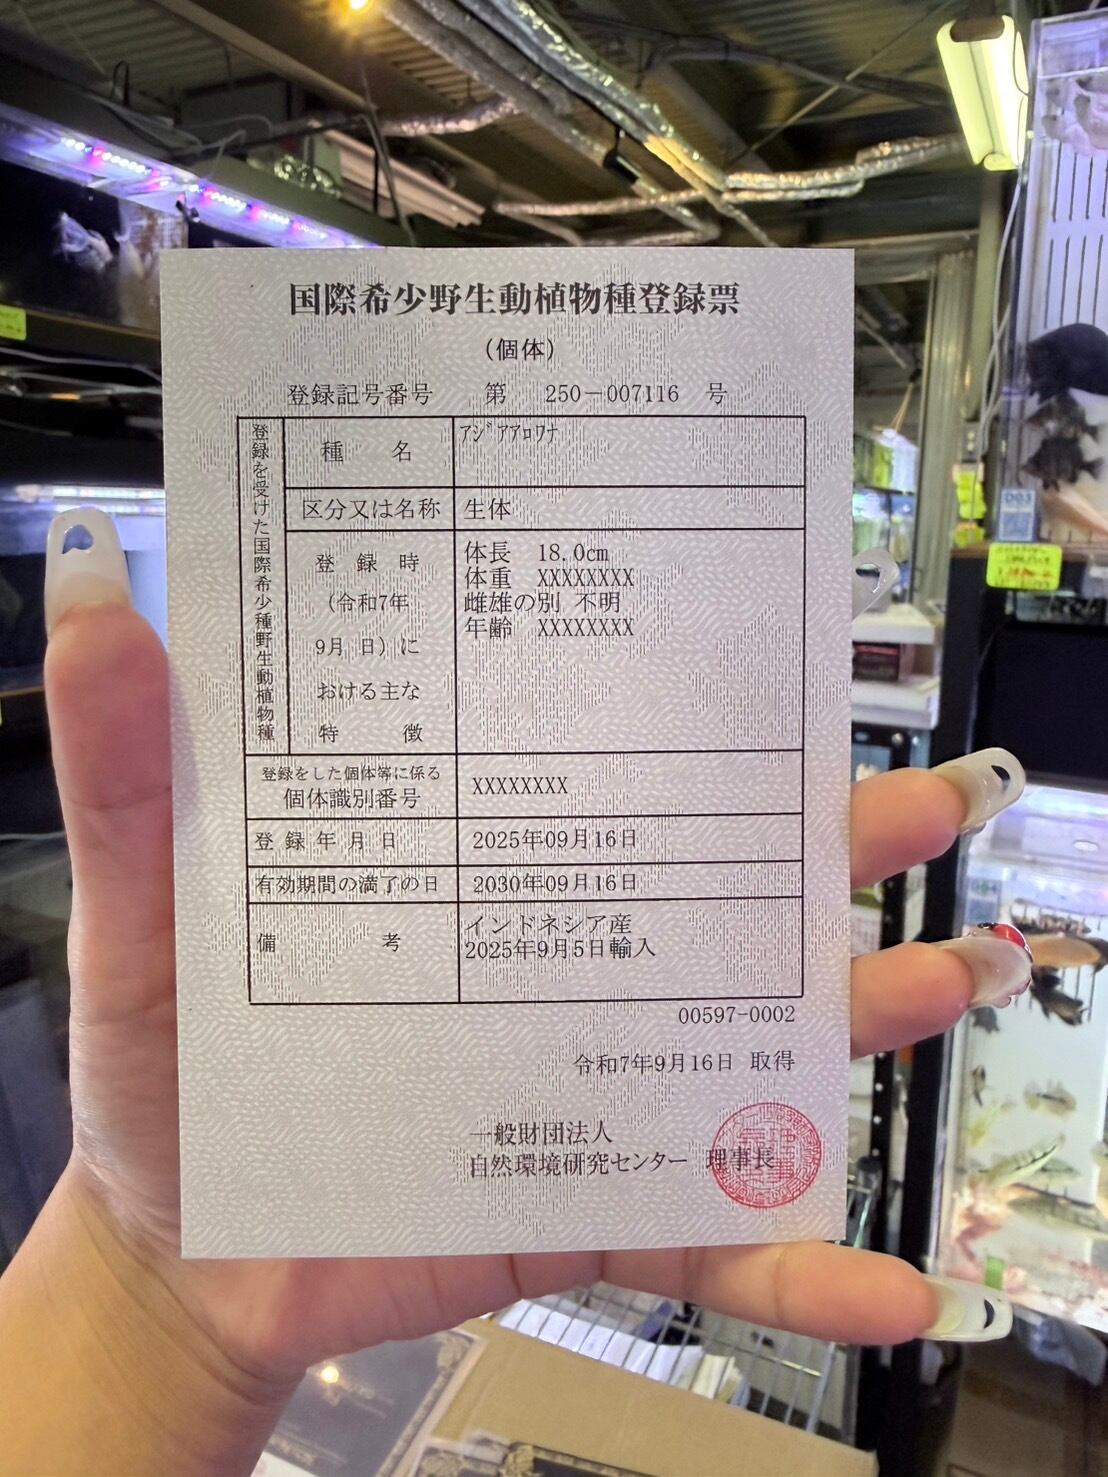 国際希少野生動植物種登録票
（個体）
登録記号番号 第 250－007116 号
登録を受けた国際希少種野生動植物種
種 名
ｱｼﾞｱｱﾛﾜﾅ
区分又は名称
生体
登録時
（令和7年
9月 日）に
おける主な
特 徴
体長 18.0cm
体重 XXXXXXXX
雌雄の別 不明
年齢 XXXXXXXX
登録をした個体等に係る
個体識別番号
XXXXXXXX
登録年月日
2025年09月16日
有効期間の満了の日
2030年09月16日
備 考
インドネシア産
2025年9月5日輸入
00597-0002
令和7年9月16日 取得
一般財団法人
自然環境研究センター 理事長